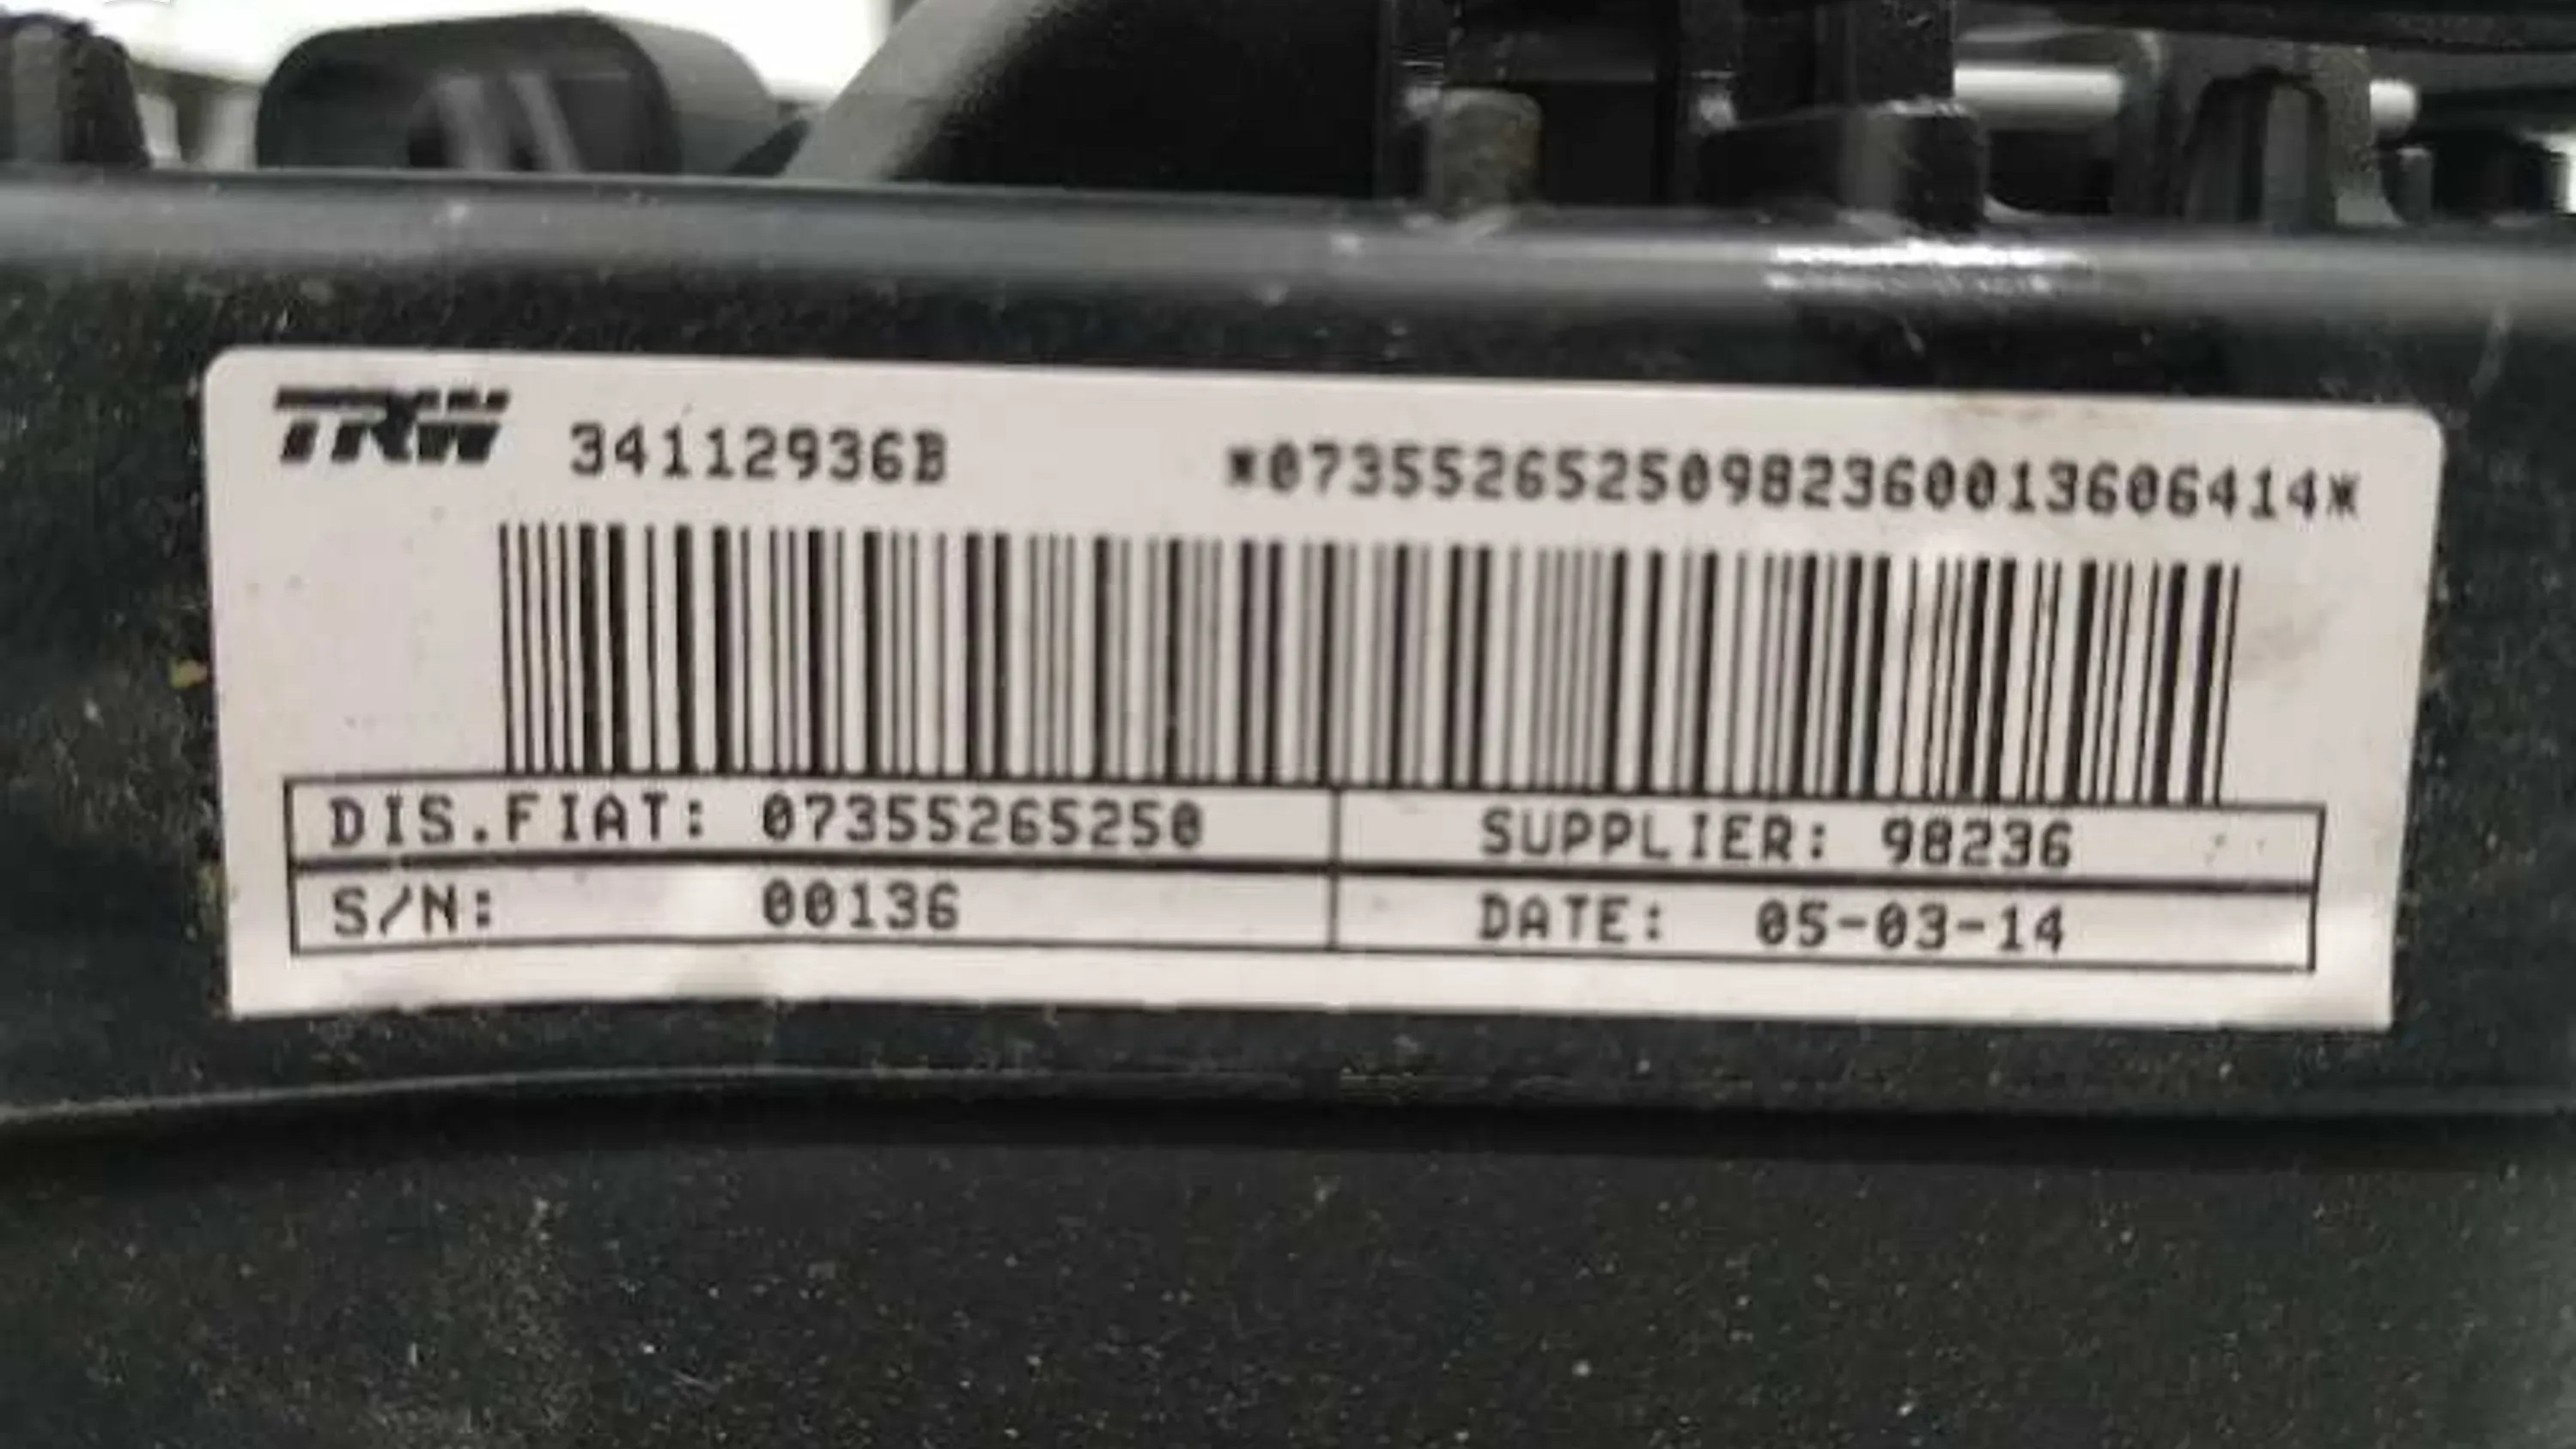 TRW 34112936B *07355265250982360013606414*
DIS.FIAT: 07355265250 SUPPLIER: 98236
S/N: 00136 DATE: 05-03-14